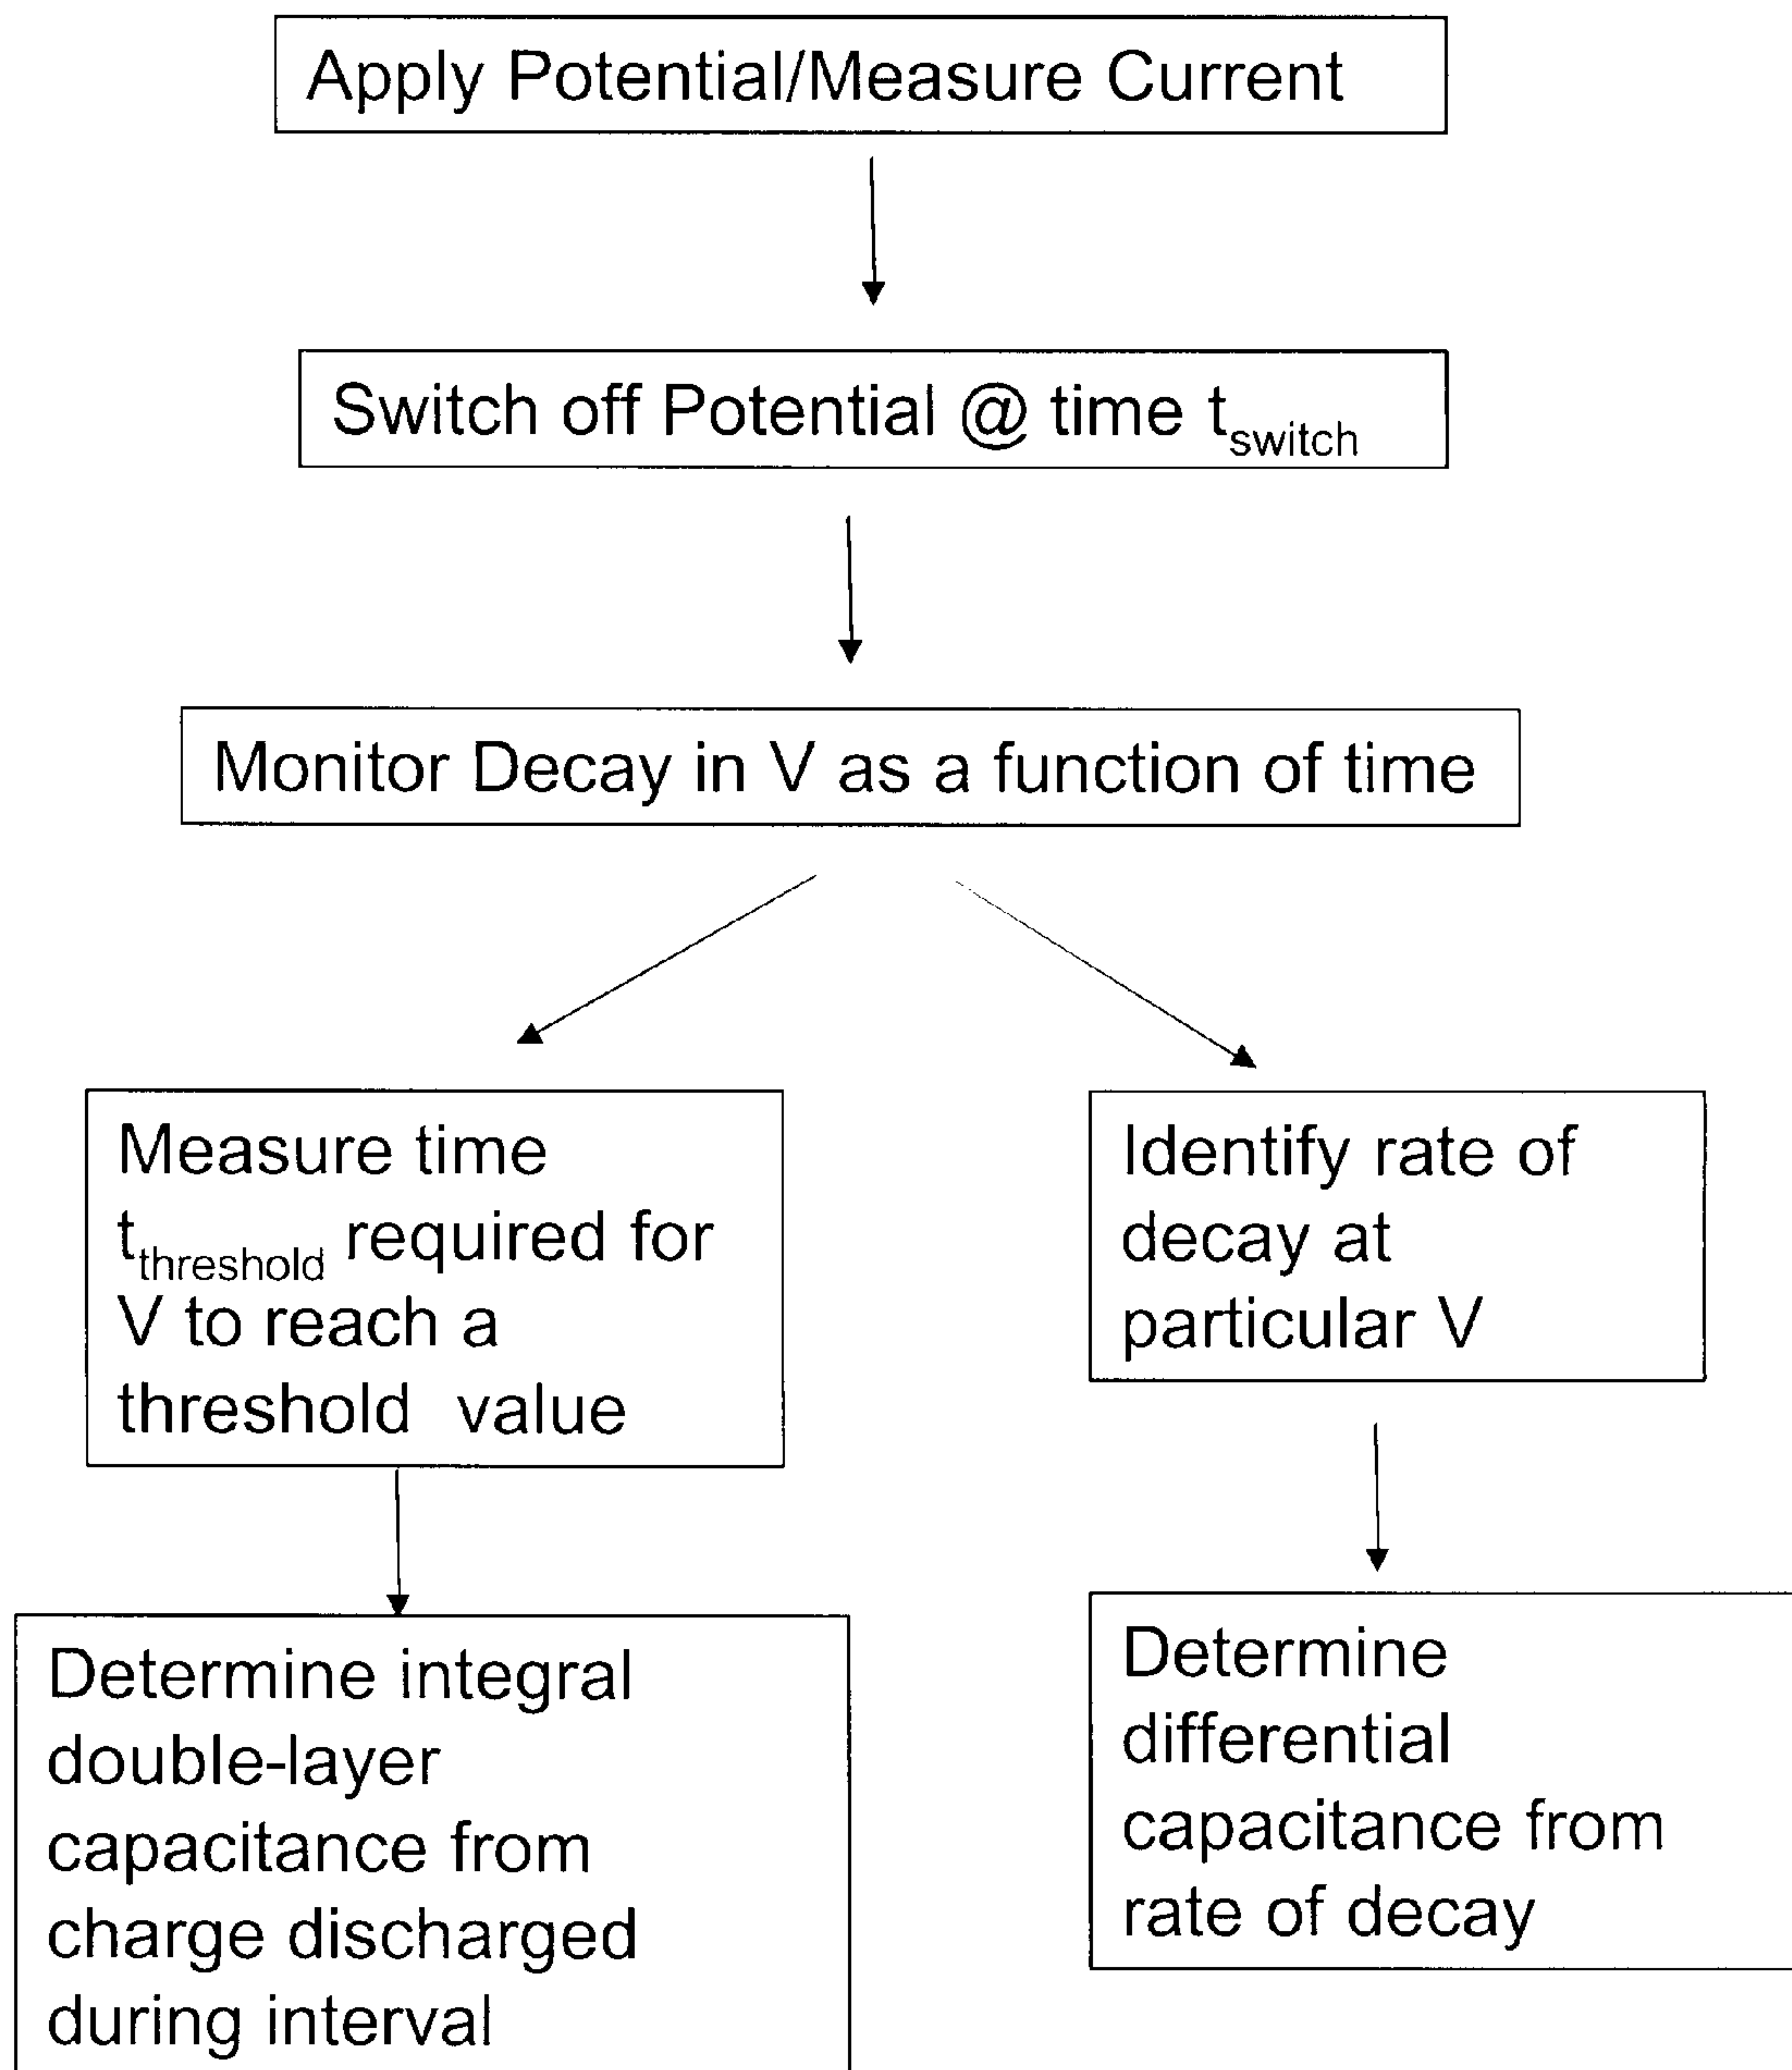 Apply Potential/Measure Current
Switch off Potential @ time tswitch
Monitor Decay in V as a function of time
Measure time
tthreshold required for
V to reach a
threshold value
Identify rate of
decay at
particular V
Determine integral
double-layer
capacitance from
charge discharged
during interval
Determine
differential
capacitance from
rate of decay